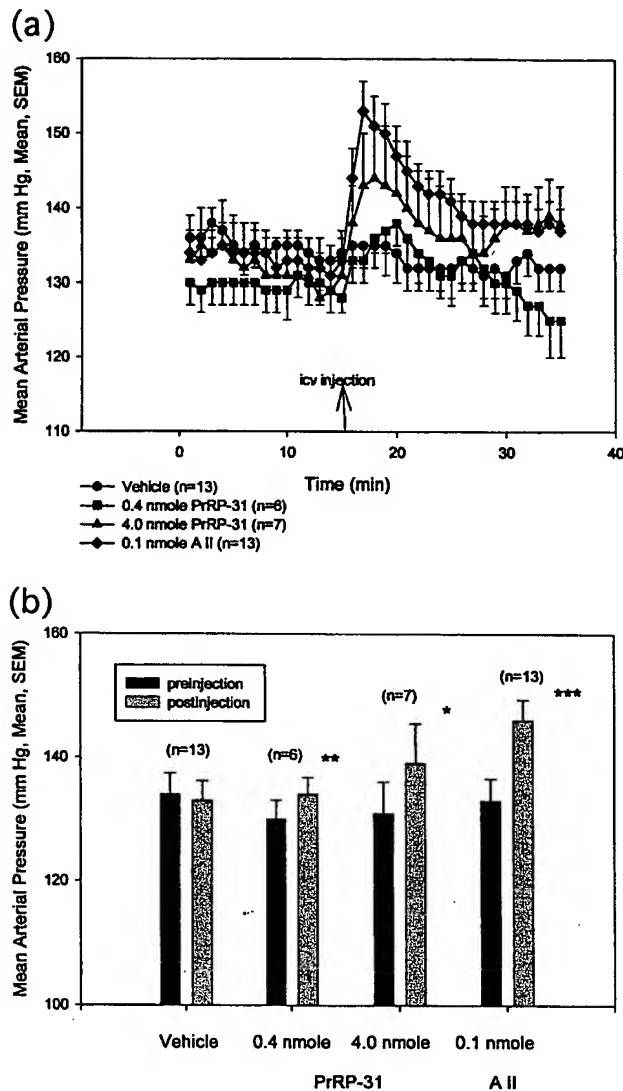 (a)
Mean Arterial Pressure (mm Hg, Mean, SEM)
160
150
140
130
120
110
icv injection
0 10 20 30 40
Time (min)
Vehicle (n=13)
0.4 nmole PrRP-31 (n=6)
4.0 nmole PrRP-31 (n=7)
0.1 nmole A II (n=13)
(b)
Mean Arterial Pressure (mm Hg, Mean, SEM)
160
140
120
100
preinjection
postinjection
(n=13)
(n=6) **
(n=7) *
(n=13) ***
Vehicle 0.4 nmole 4.0 nmole 0.1 nmole
PrRP-31 A II